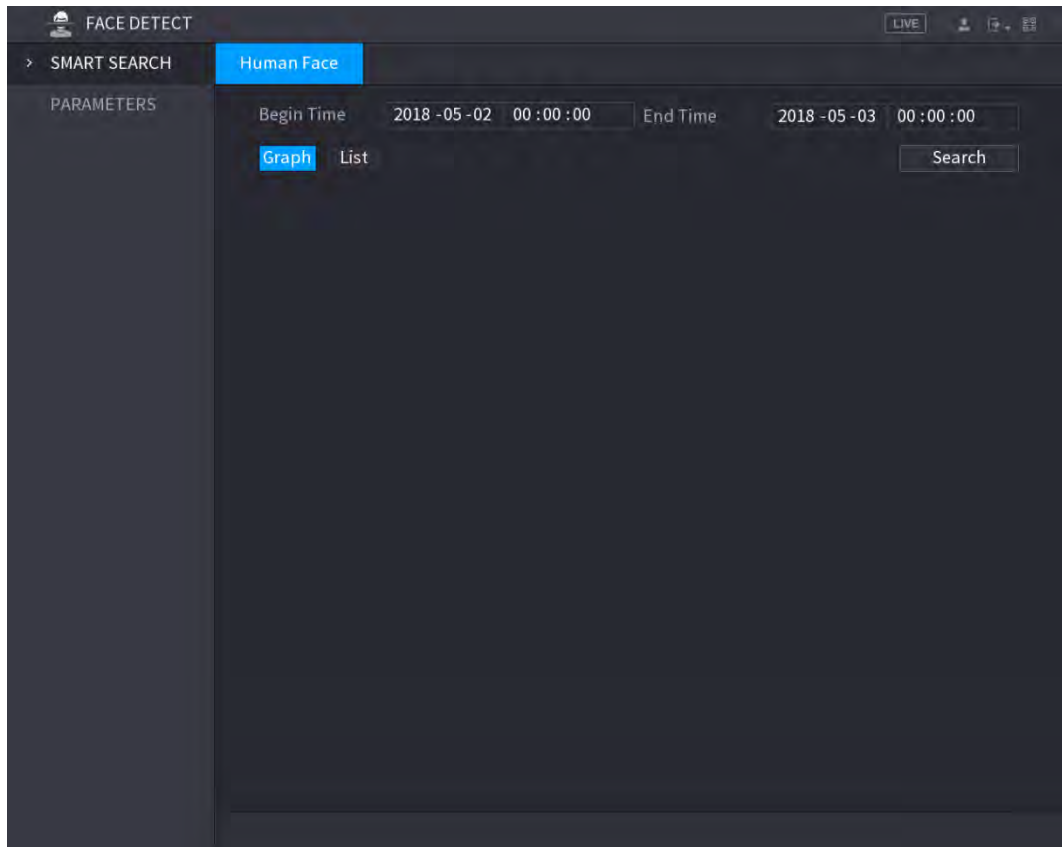 FACE DETECT LIVE
SMART SEARCH Human Face
PARAMETERS
Begin Time 2018 -05 -02 00 :00 :00 End Time 2018 -05 -03 00 :00 :00
Graph List Search